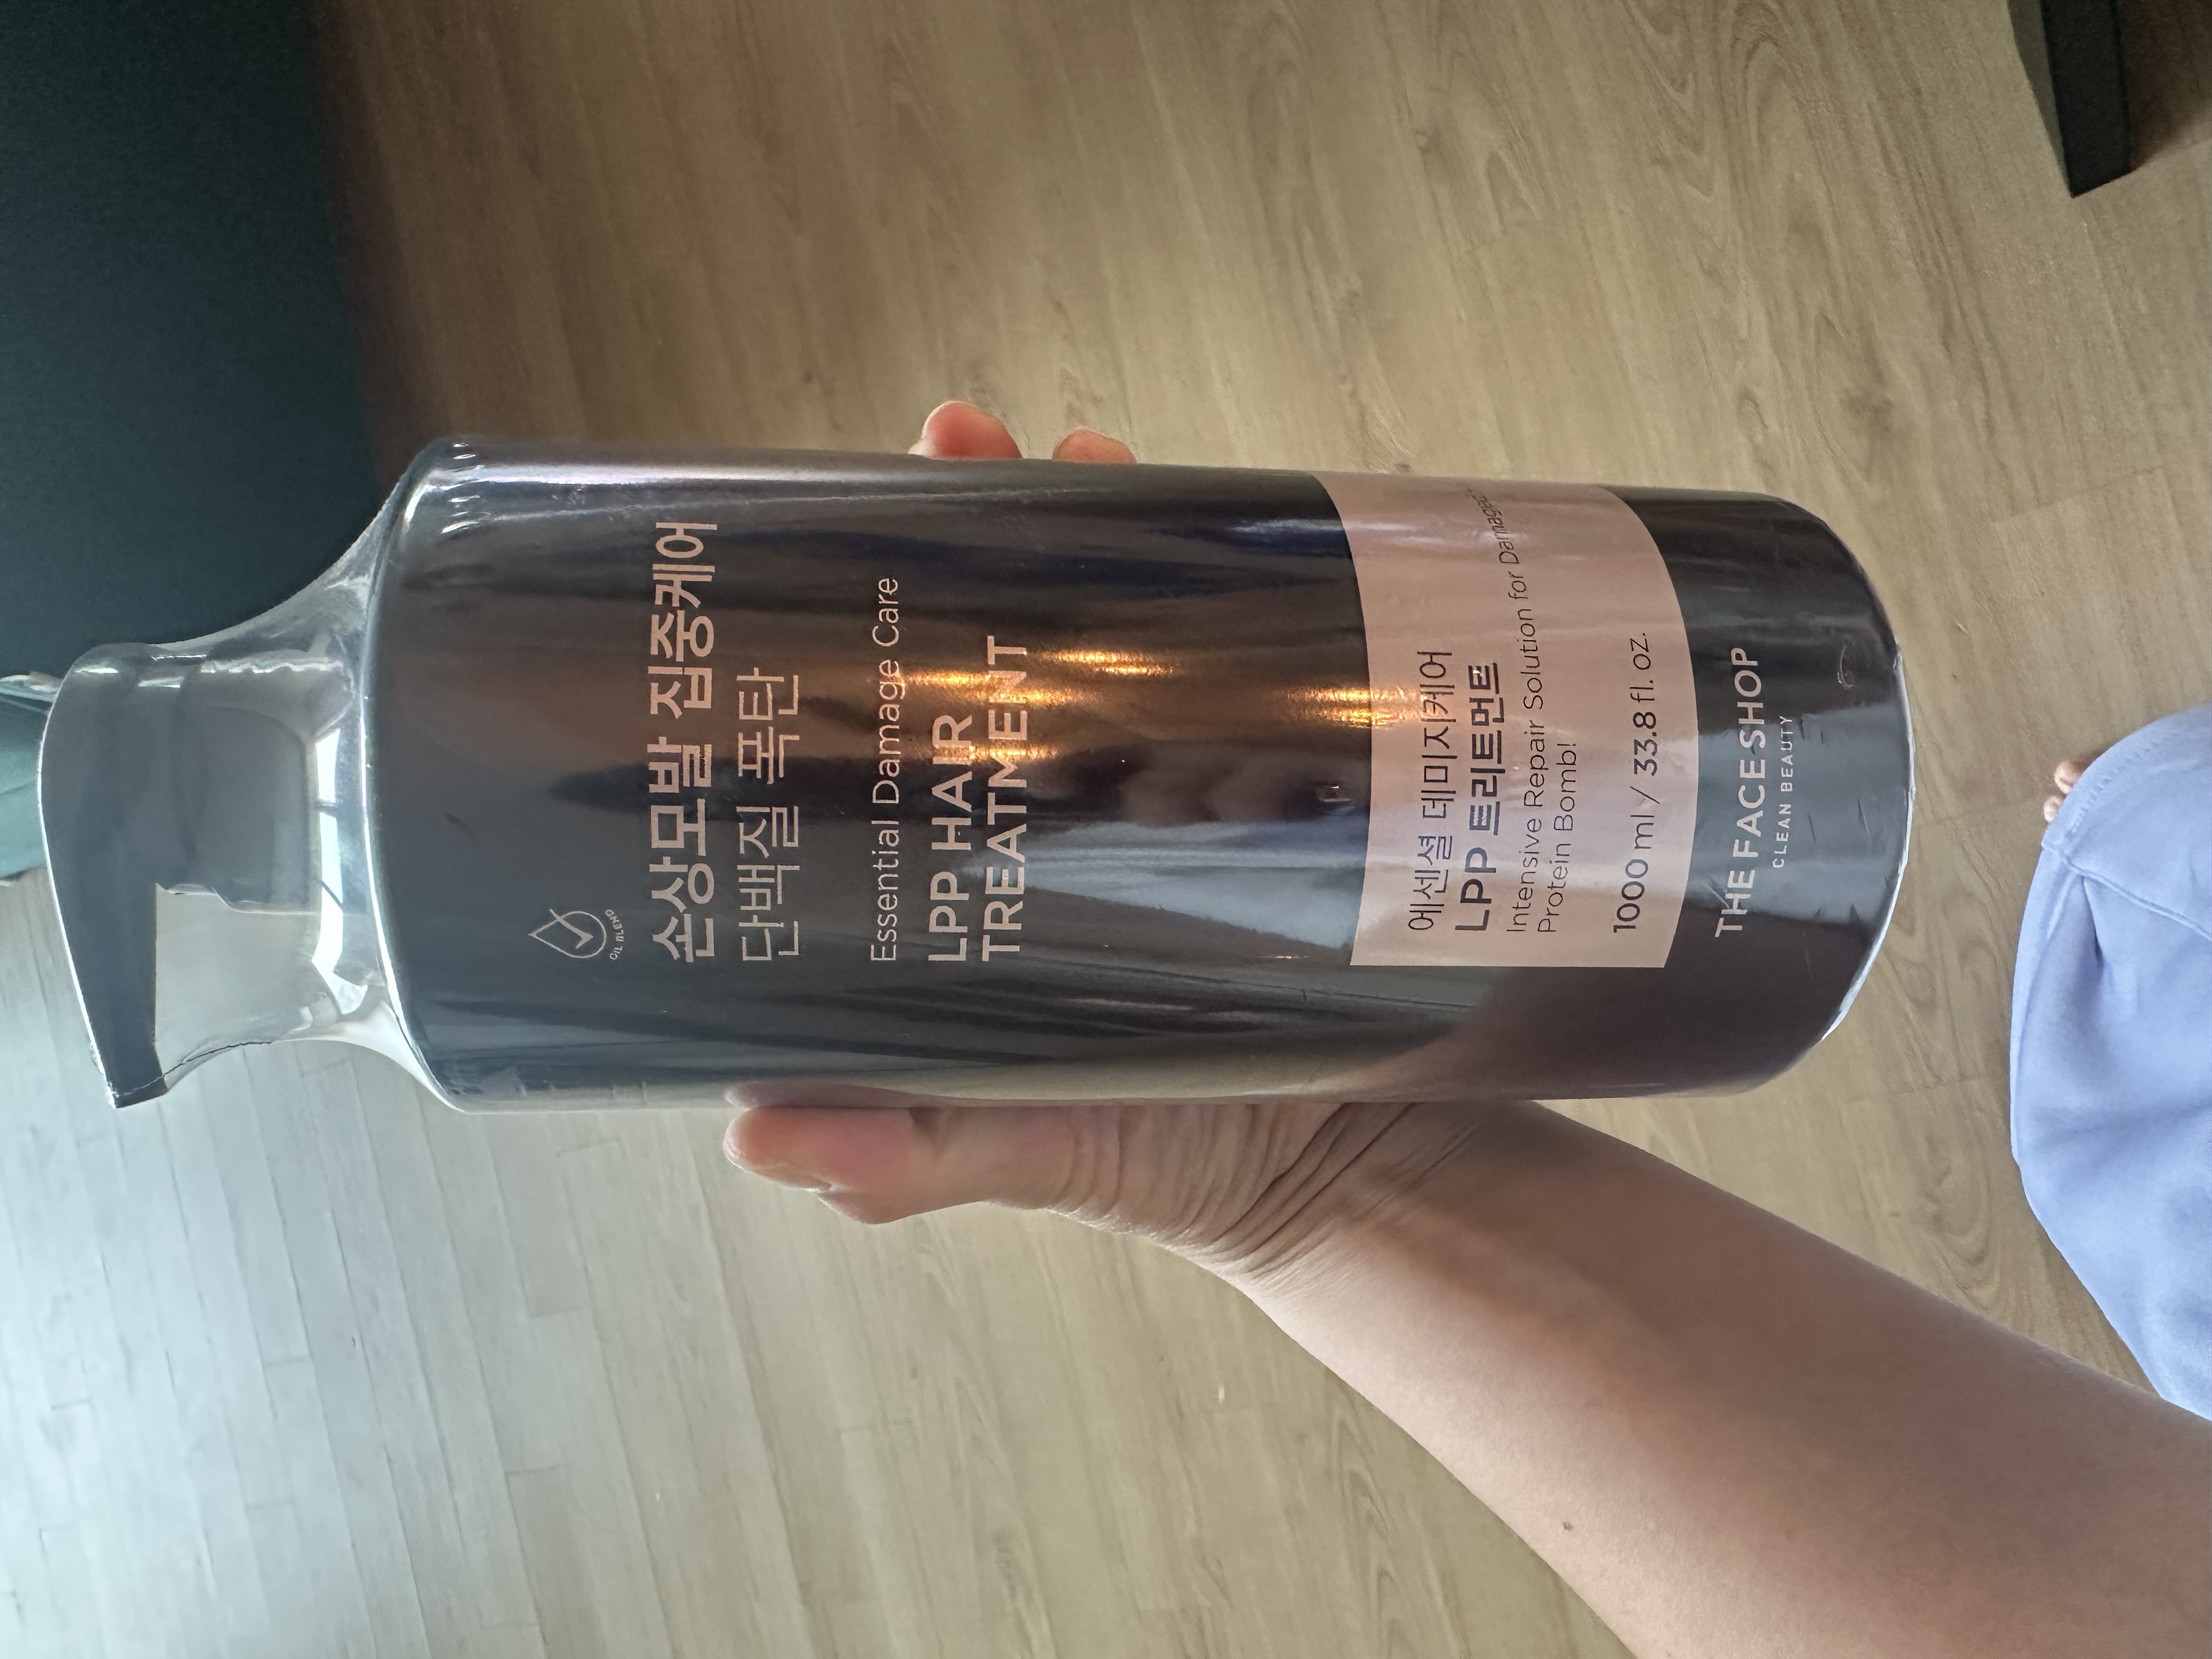 OIL BLEND
손상모발 집중케어
단백질 폭탄
Essential Damage Care
LPP HAIR
TREATMENT
에센셜 데미지케어
LPP 트리트먼트
Intensive Repair Solution for Damaged
Protein Bomb!
1000 ml / 33.8 fl. oz.
THE FACE SHOP
CLEAN BEAUTY